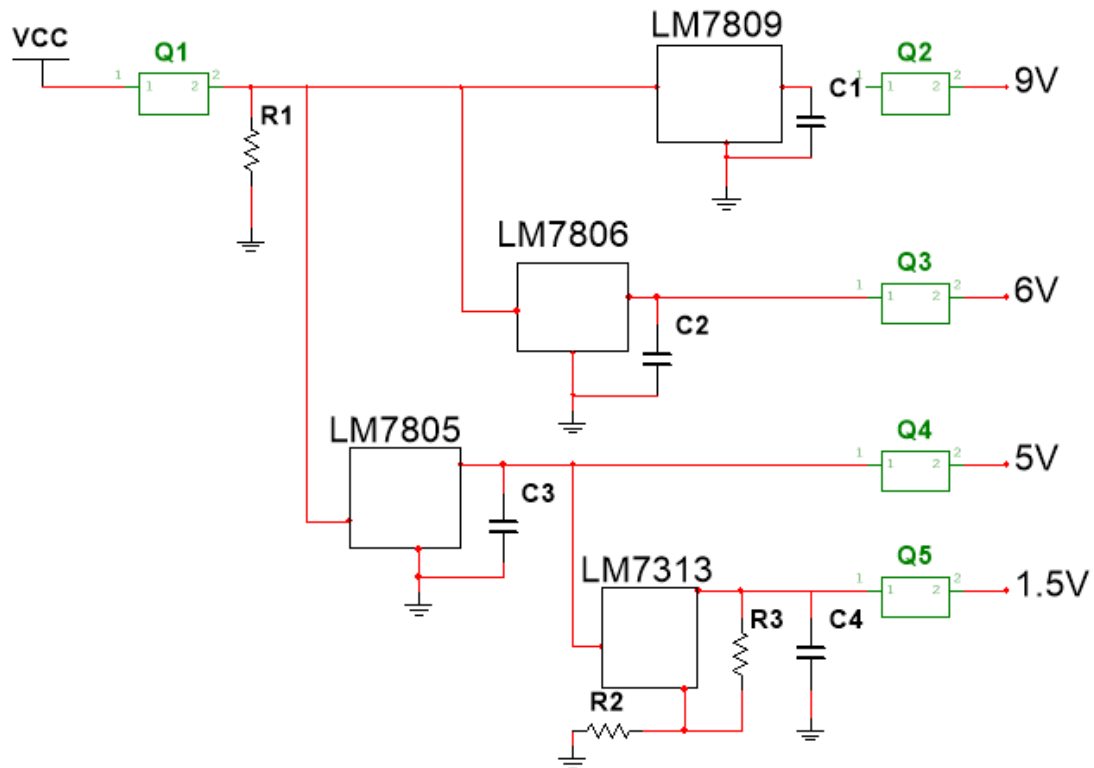 LM7809
VCC
Q1
1 1 2 2
R1
C1
Q2
1 1 2 2
9V
LM7806
Q3
1 1 2 2
6V
C2
LM7805
Q4
1 1 2 2
5V
C3
LM7313
Q5
1 1 2 2
1.5V
R3
C4
R2